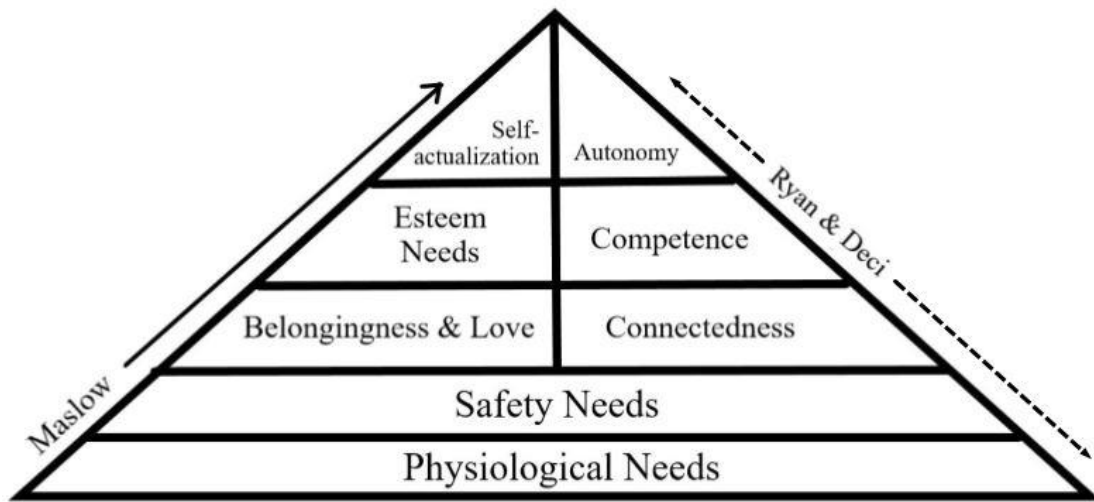 Self-
actualization
Autonomy
Esteem
Needs
Competence
Belongingness & Love
Connectedness
Safety Needs
Physiological Needs
Maslow
Ryan & Deci